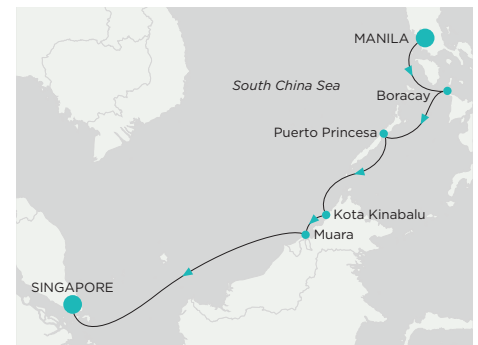 MANILA
South China Sea
Boracay
Puerto Princesa
Kota Kinabalu
Muara
SINGAPORE